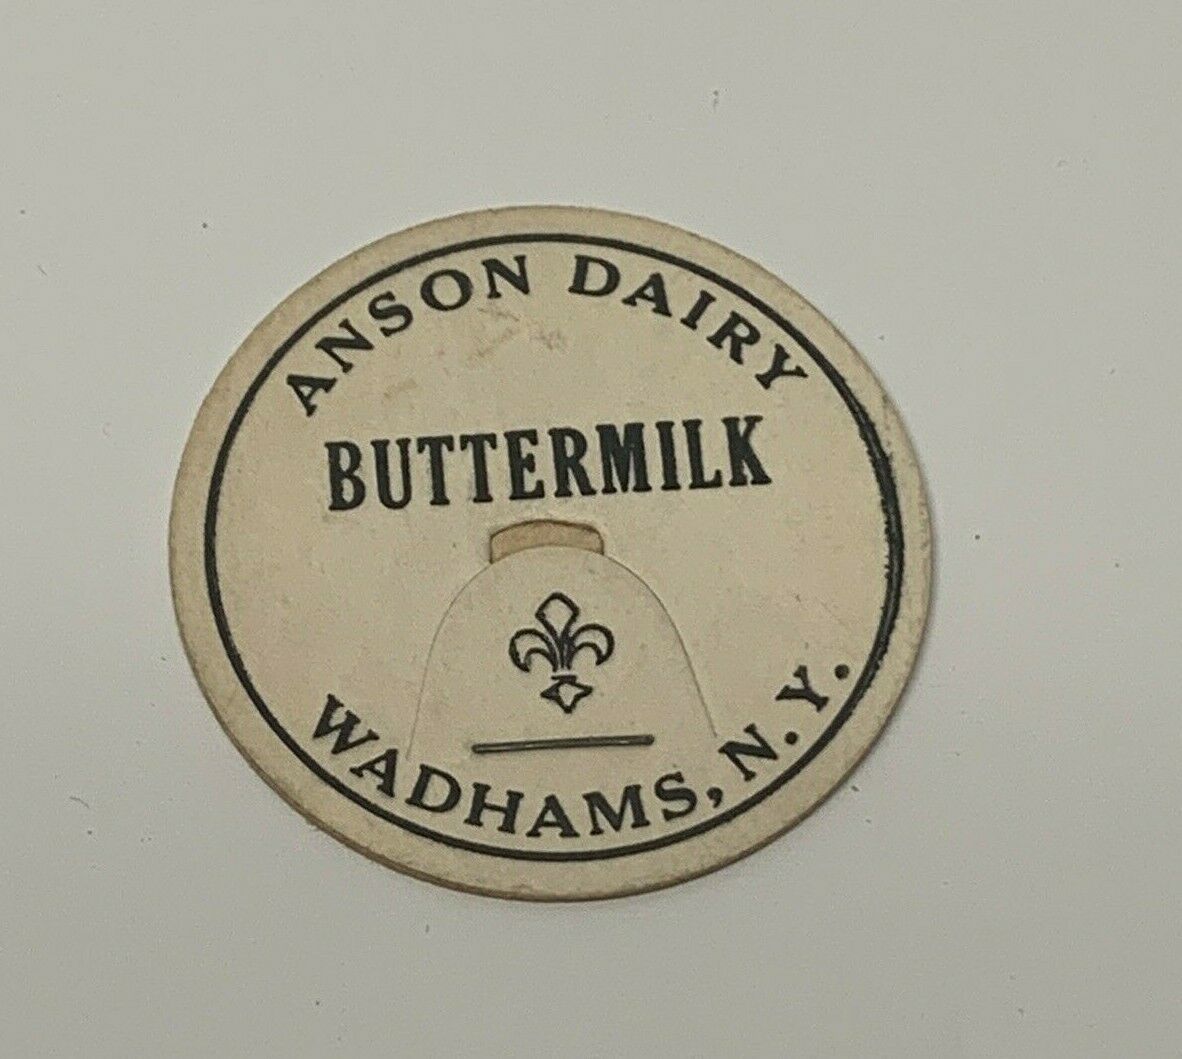 ANSON DAIRY
BUTTERMILK
WADHAMS, N.Y.